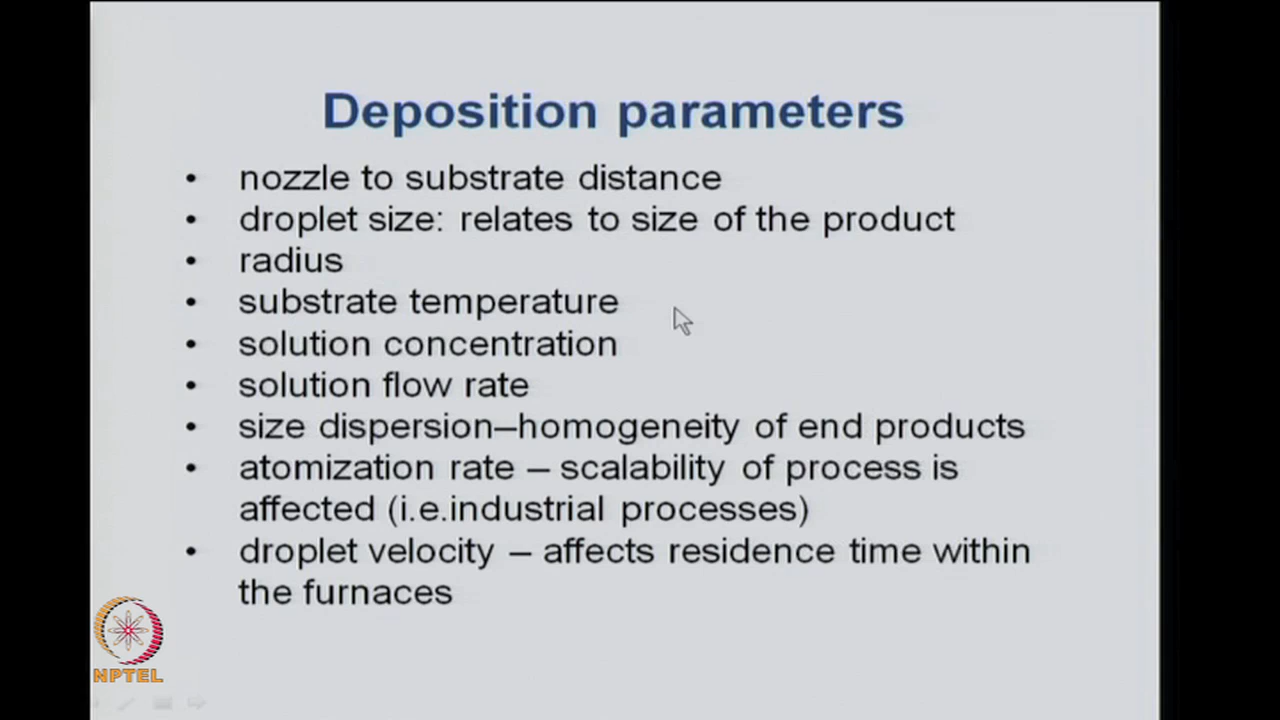 Deposition parameters
• nozzle to substrate distance
• droplet size: relates to size of the product
• radius
• substrate temperature
• solution concentration
• solution flow rate
• size dispersion–homogeneity of end products
• atomization rate – scalability of process is
affected (i.e.industrial processes)
• droplet velocity – affects residence time within
the furnaces
NPTEL